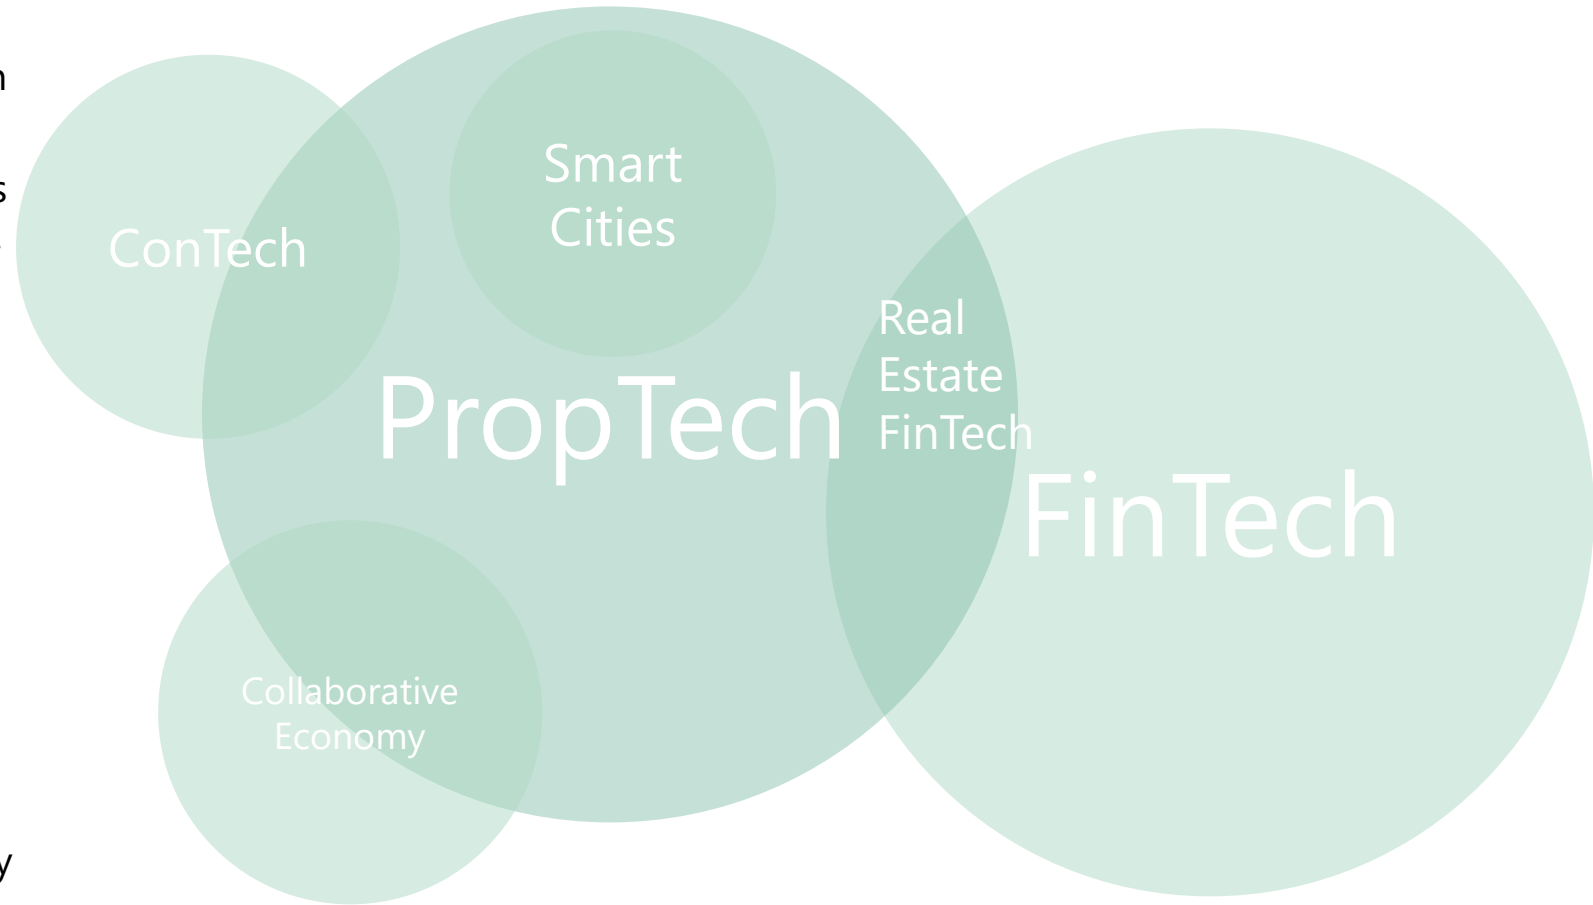 Smart
Cities
ConTech
Real
Estate
FinTech
PropTech
FinTech
Collaborative
Economy